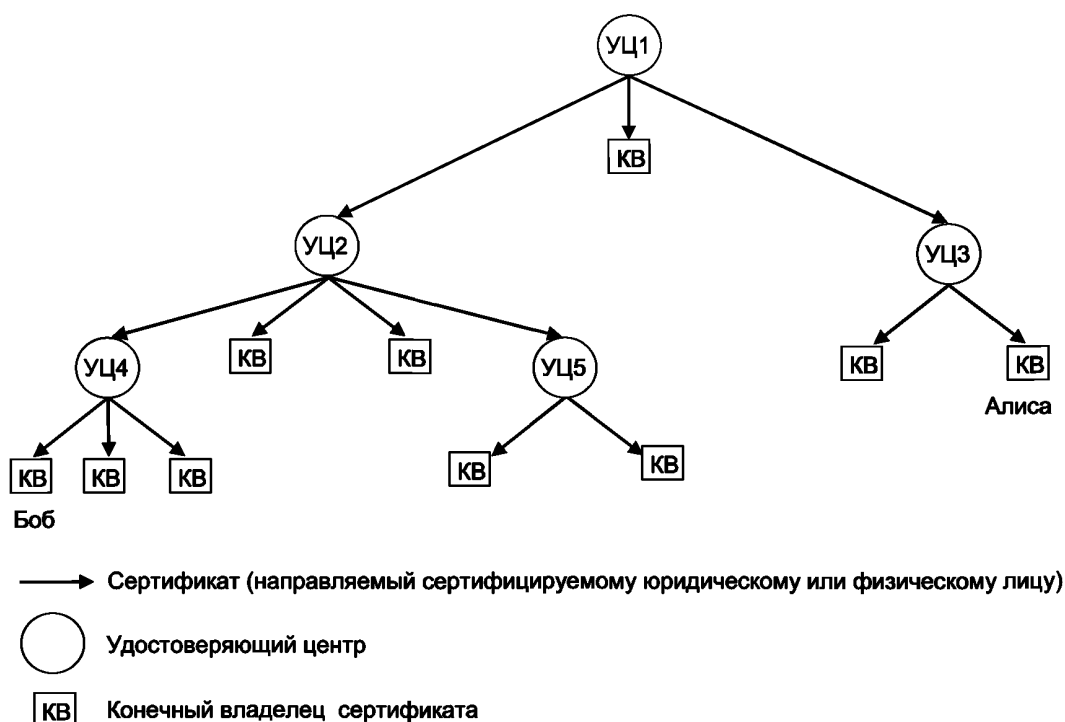 УЦ1
КВ
УЦ2
УЦ3
УЦ4
КВ
КВ
УЦ5
КВ
КВ
Алиса
КВ
КВ
КВ
КВ
КВ
Боб
Сертификат (направляемый сертифицируемому юридическому или физическому лицу)
Удостоверяющий центр
КВ Конечный владелец сертификата